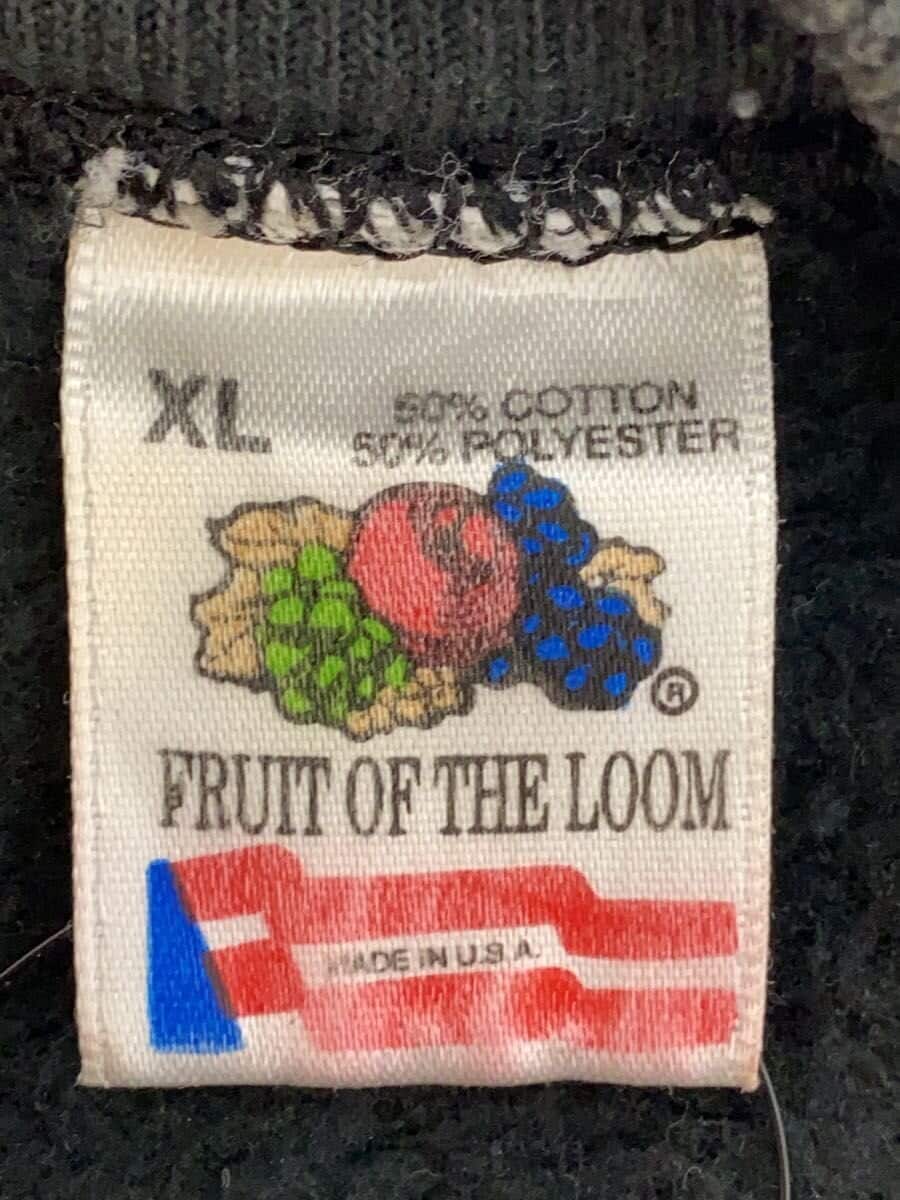 XL
50% COTTON
50% POLYESTER
®
FRUIT OF THE LOOM
MADE IN U.S.A.